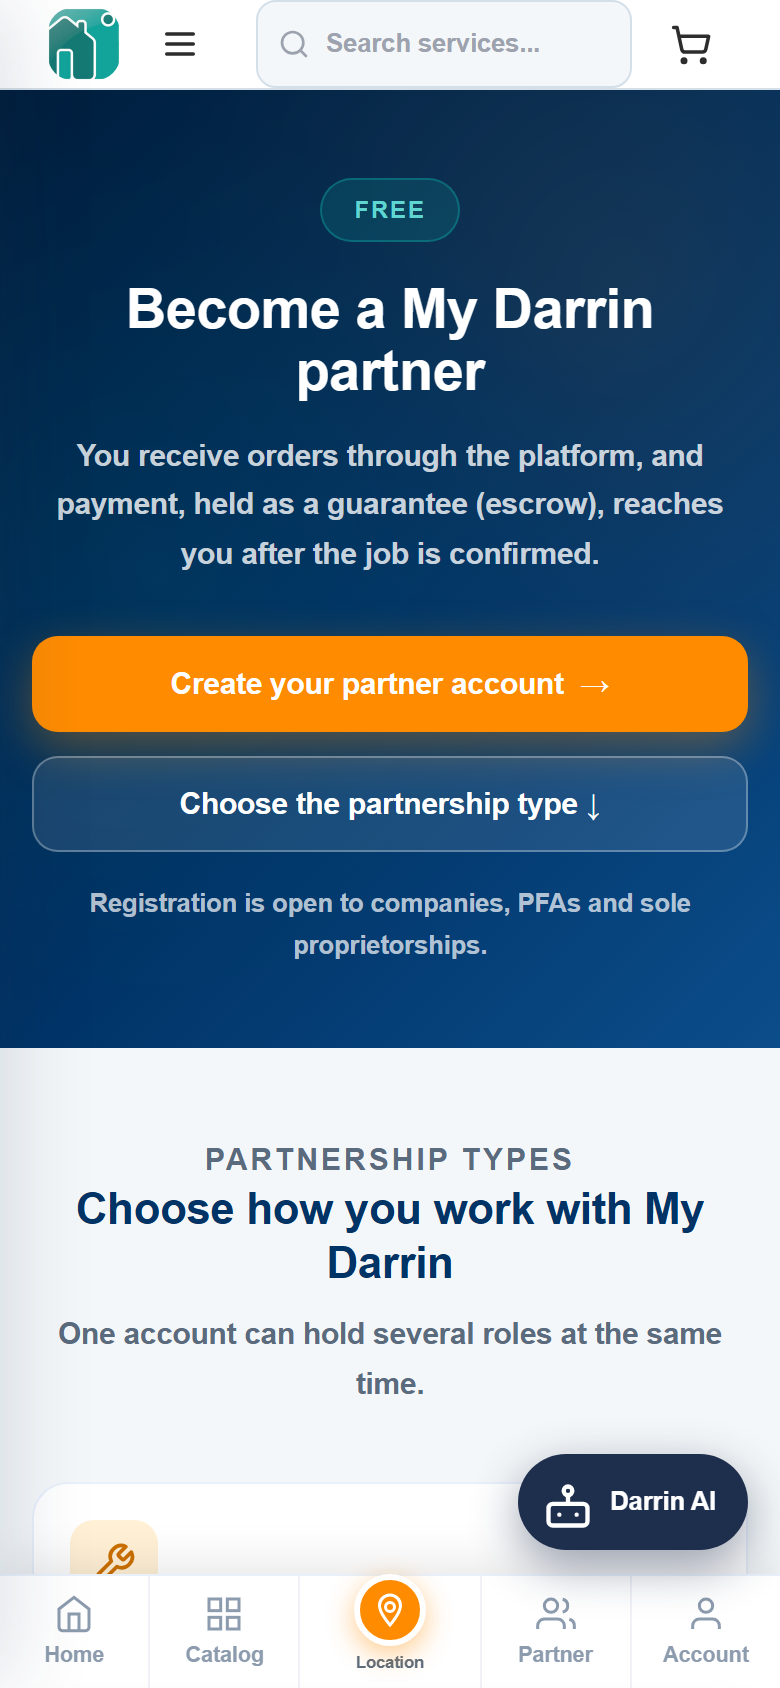 Search services...
FREE
Become a My Darrin
partner
You receive orders through the platform, and
payment, held as a guarantee (escrow), reaches
you after the job is confirmed.
Create your partner account →
Choose the partnership type ↓
Registration is open to companies, PFAs and sole
proprietorships.
PARTNERSHIP TYPES
Choose how you work with My
Darrin
One account can hold several roles at the same
time.
Darrin AI
Home
Catalog
Location
Partner
Account